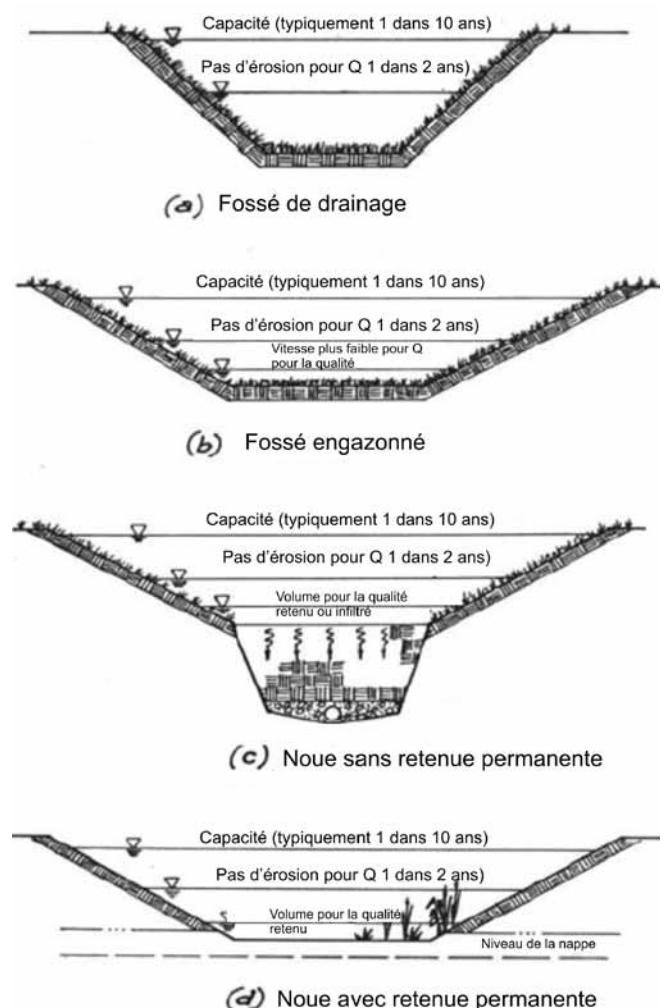 Capacité (typiquement 1 dans 10 ans)
Pas d'érosion pour Q 1 dans 2 ans)
(a) Fossé de drainage
Capacité (typiquement 1 dans 10 ans)
Pas d'érosion pour Q 1 dans 2 ans)
Vitesse plus faible pour Q
pour la qualité
(b) Fossé engazonné
Capacité (typiquement 1 dans 10 ans)
Pas d'érosion pour Q 1 dans 2 ans)
Volume pour la qualité
retenu ou infiltré
(c) Noue sans retenue permanente
Capacité (typiquement 1 dans 10 ans)
Pas d'érosion pour Q 1 dans 2 ans)
Volume pour la qualité
retenu
Niveau de la nappe
(d) Noue avec retenue permanente